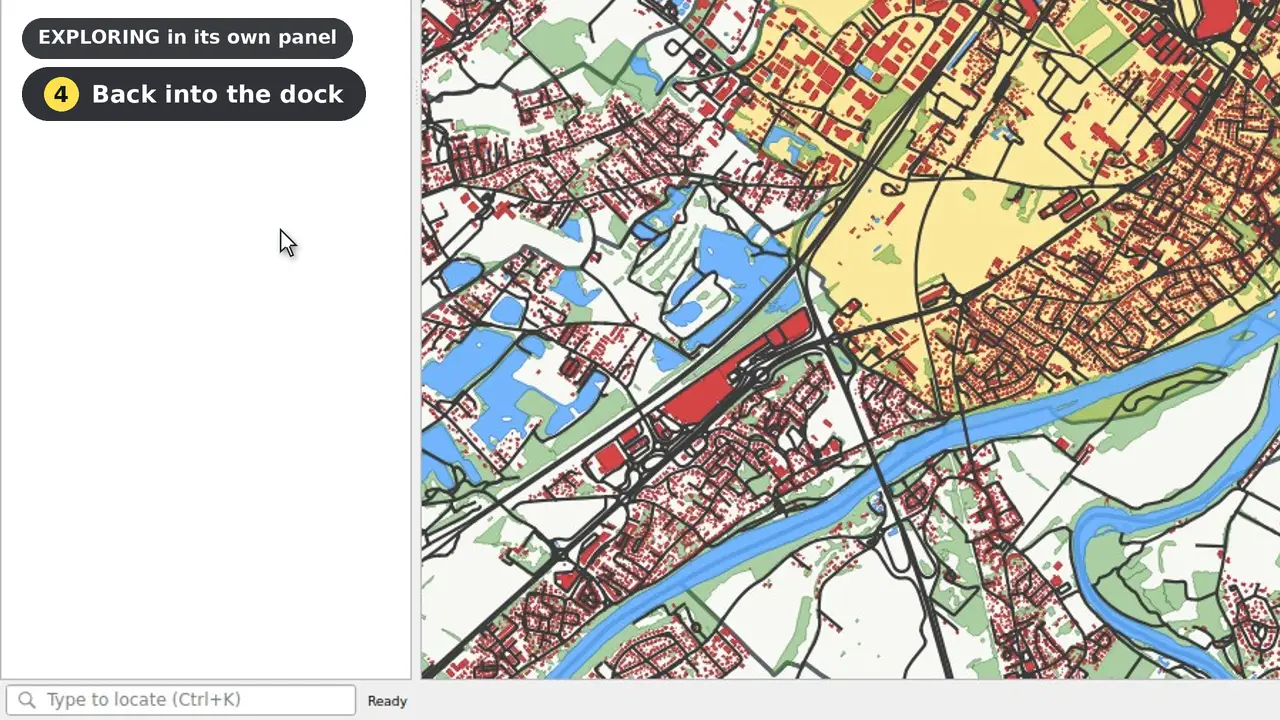 EXPLORING in its own panel
4 Back into the dock
Type to locate (Ctrl+K)
Ready